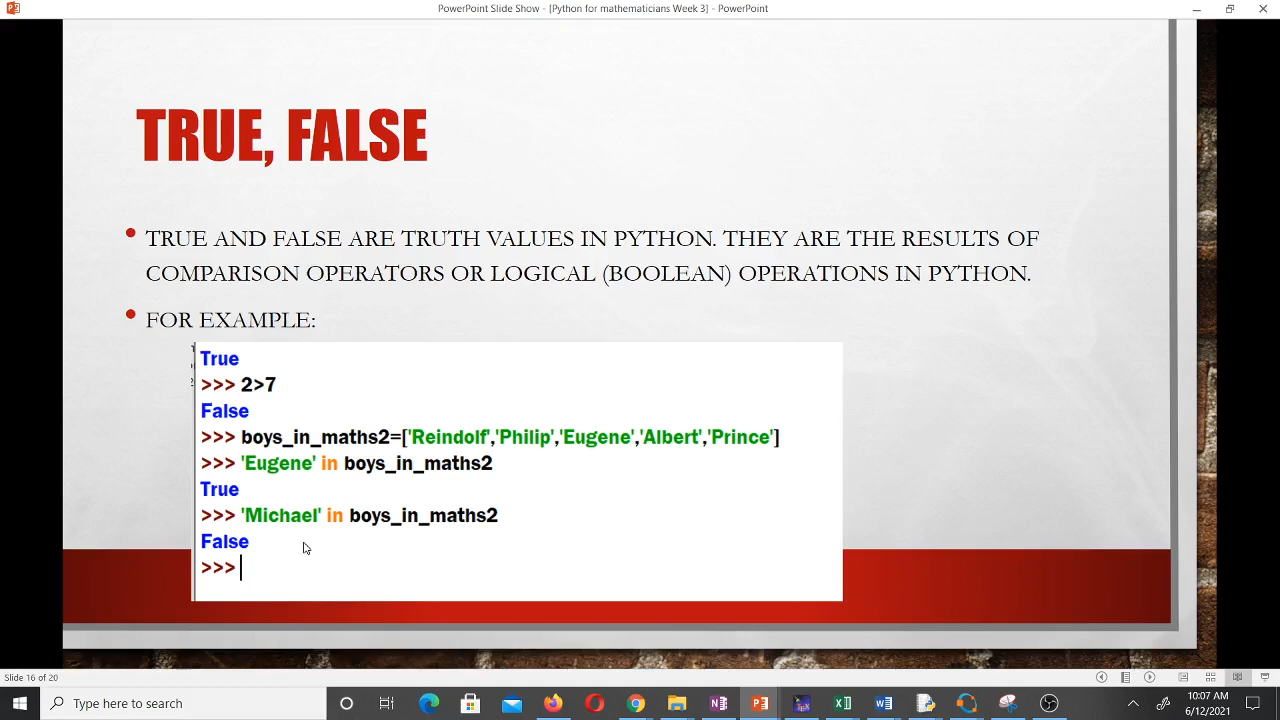 PowerPoint Slide Show - [Python for mathematicians Week 3] - PowerPoint
TRUE, FALSE
• TRUE AND FALSE ARE TRUTH VALUES IN PYTHON. THEY ARE THE RESULTS OF
COMPARISON OPERATORS OR LOGICAL (BOOLEAN) OPERATIONS IN PYTHON.
• FOR EXAMPLE:
True
>>> 2>7
False
>>> boys_in_maths2=['Reindolf','Philip','Eugene','Albert','Prince']
>>> 'Eugene' in boys_in_maths2
True
>>> 'Michael' in boys_in_maths2
False
>>>
Slide 16 of 20
Type here to search
10:07 AM
6/12/2021